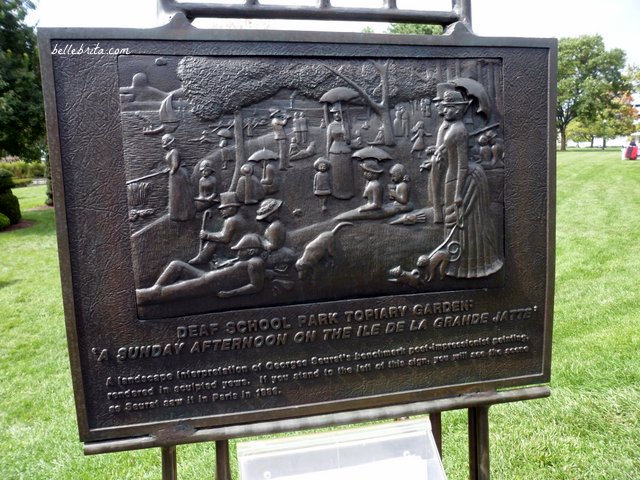 bellebrita.com
DEAF SCHOOL PARK TOPIARY GARDEN:
'A SUNDAY AFTERNOON ON THE ILE DE LA GRANDE JATTE'
A landscape interpretation of Georges Seurat's benchmark post-impressionist painting,
rendered in sculpted yews. If you stand to the left of this sign, you will see the scene
as Seurat saw it in Paris in 1886.